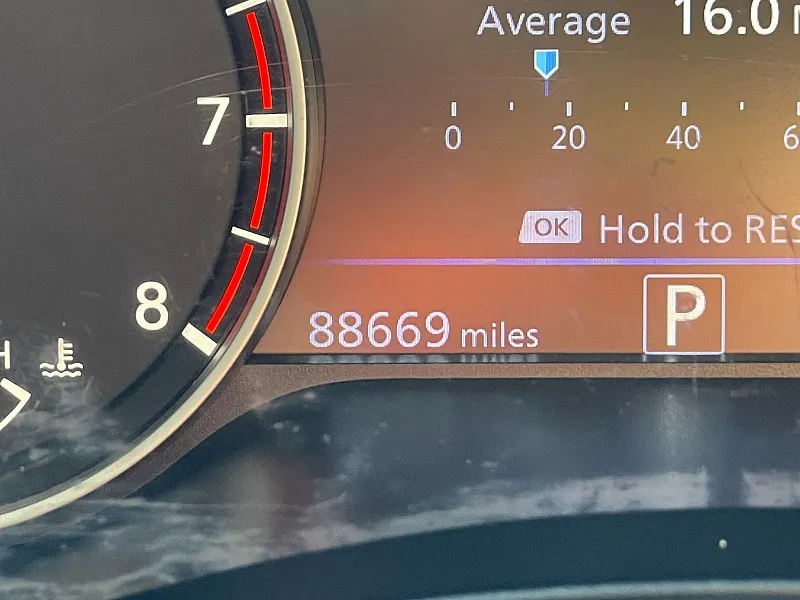 Average 16.0
7
0 20 40
OK Hold to RES
8
88669 miles P
H